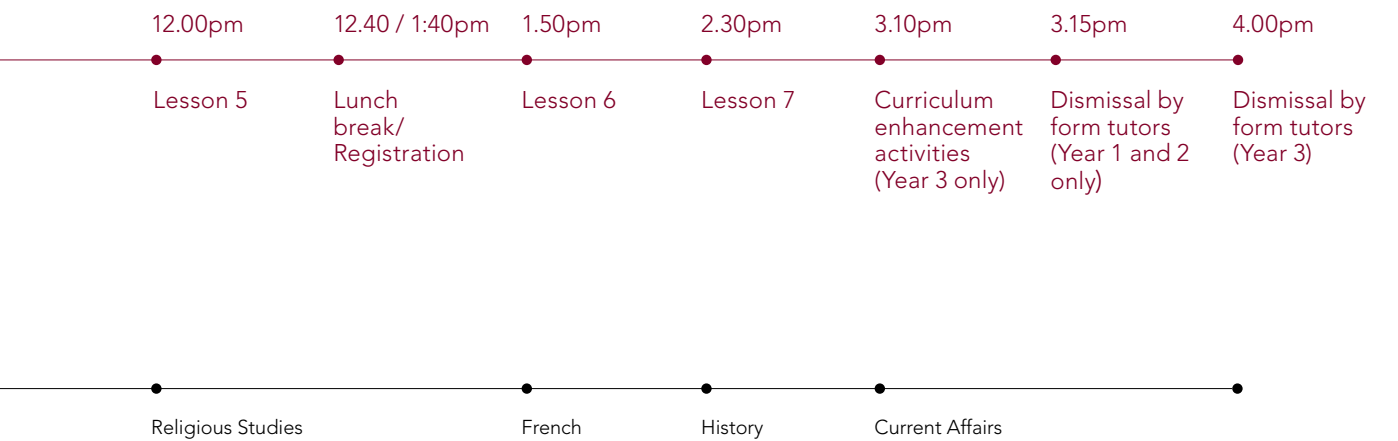 12.00pm
12.40 / 1:40pm
1.50pm
2.30pm
3.10pm
3.15pm
4.00pm
Lesson 5
Lunch
break/
Registration
Lesson 6
Lesson 7
Curriculum
enhancement
activities
(Year 3 only)
Dismissal by
form tutors
(Year 1 and 2
only)
Dismissal by
form tutors
(Year 3)
Religious Studies
French
History
Current Affairs